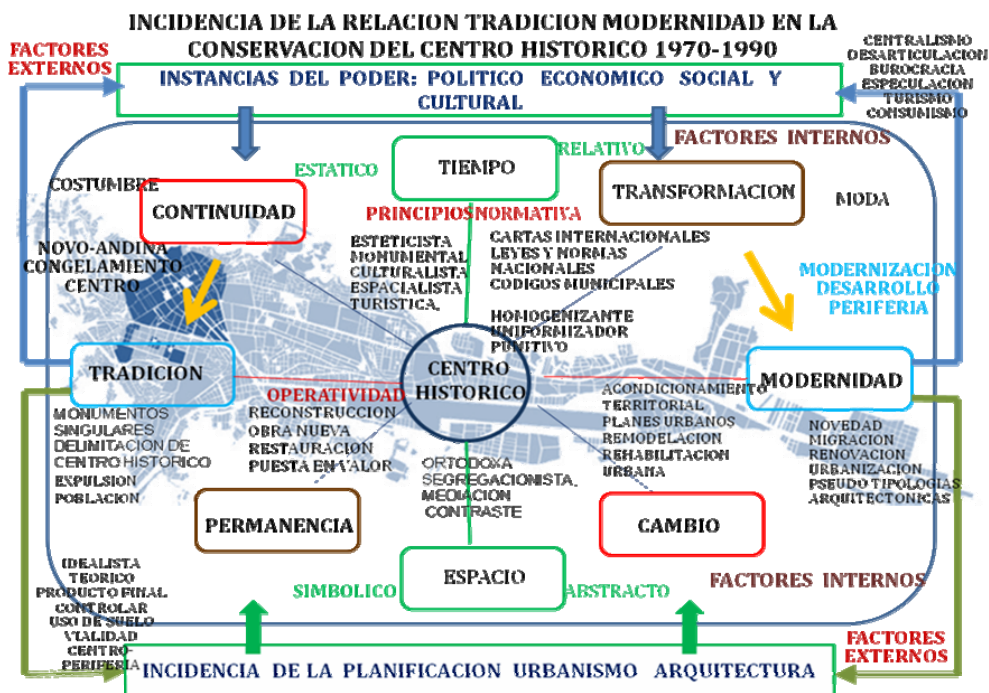 INCIDENCIA DE LA RELACION TRADICION MODERNIDAD EN LA
CONSERVACION DEL CENTRO HISTORICO 1970-1990
FACTORES
EXTERNOS
CENTRALISMO
DESARTICULACION
BUROCRACIA
ESPECULACION
TURISMO
CONSUMISMO
INSTANCIAS DEL PODER: POLITICO ECONOMICO SOCIAL Y
CULTURAL
FACTORES INTERNOS
ESTATICO
TIEMPO
RELATIVO
COSTUMBRE
CONTINUIDAD
TRANSFORMACION
MODA
PRINCIPIOS
NORMATIVA
ESTETICISTA
MONUMENTAL
CULTURALISTA
ESPACIALISTA
TURISTICA.
CARTAS INTERNACIONALES
LEYES Y NORMAS
NACIONALES
CODIGOS MUNICIPALES
HOMOGENIZANTE
UNIFORMIZADOR
PUNITIVO
NOVO-ANDINA
CONGELAMIENTO
CENTRO
MODERNIZACION
DESARROLLO
PERIFERIA
TRADICION
CENTRO
HISTORICO
MODERNIDAD
OPERATIVIDAD
RECONSTRUCCION
OBRA NUEVA
RESTAURACION
PUESTA EN VALOR
ACONDICIONAMIENTO
TERRITORIAL
PLANES URBANOS
REMODELACION
REHABILITACION
URBANA
MONUMENTOS
SINGULARES
DELIMITACION DE
CENTRO HISTORICO
EXPULSION
POBLACION
NOVEDAD
MIGRACION
RENOVACION
URBANIZACION
PSEUDO TIPOLOGIAS
ARQUITECTONICAS
ORTODOXA
SEGREGACIONISTA,
MEDIACION
CONTRASTE
PERMANENCIA
CAMBIO
ESPACIO
SIMBOLICO
ABSTRACTO
FACTORES INTERNOS
IDEALISTA
TEORICO
PRODUCTO FINAL
CONTROLAR
USO DE SUELO
VIALIDAD
CENTRO-
PERIFERIA
FACTORES
EXTERNOS
INCIDENCIA DE LA PLANIFICACION URBANISMO ARQUITECTURA